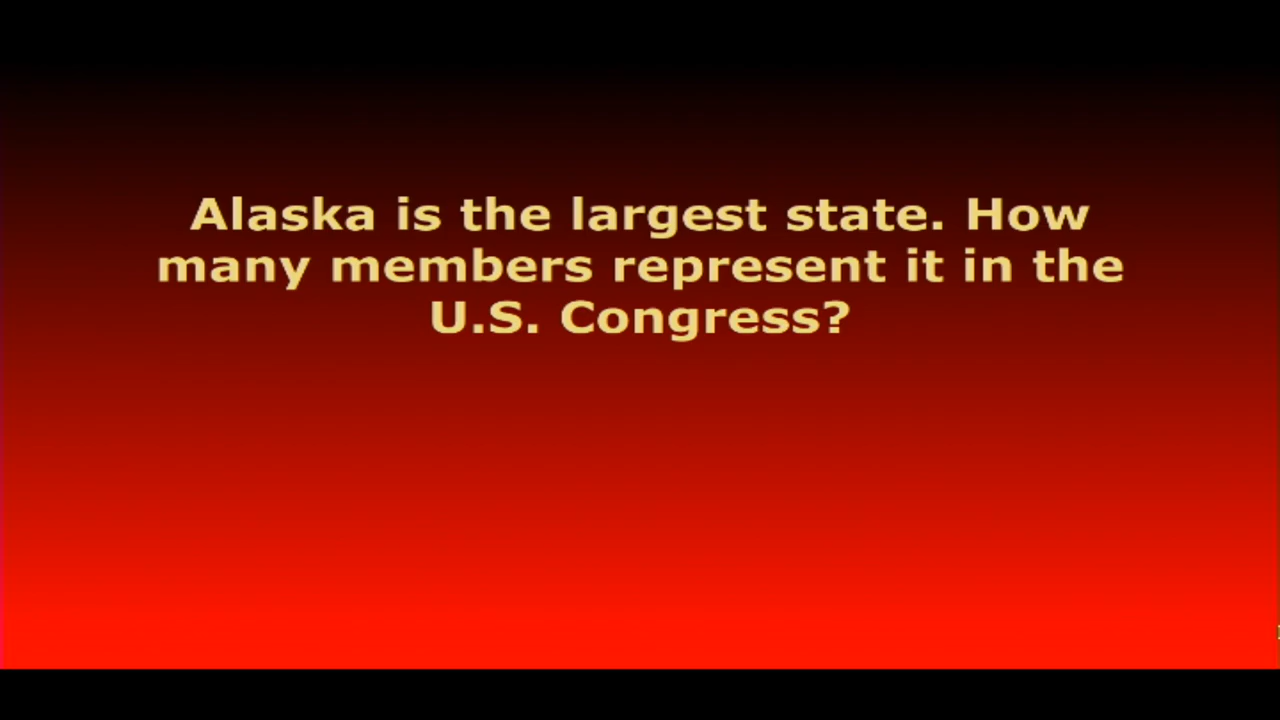 Alaska is the largest state. How
many members represent it in the
U.S. Congress?